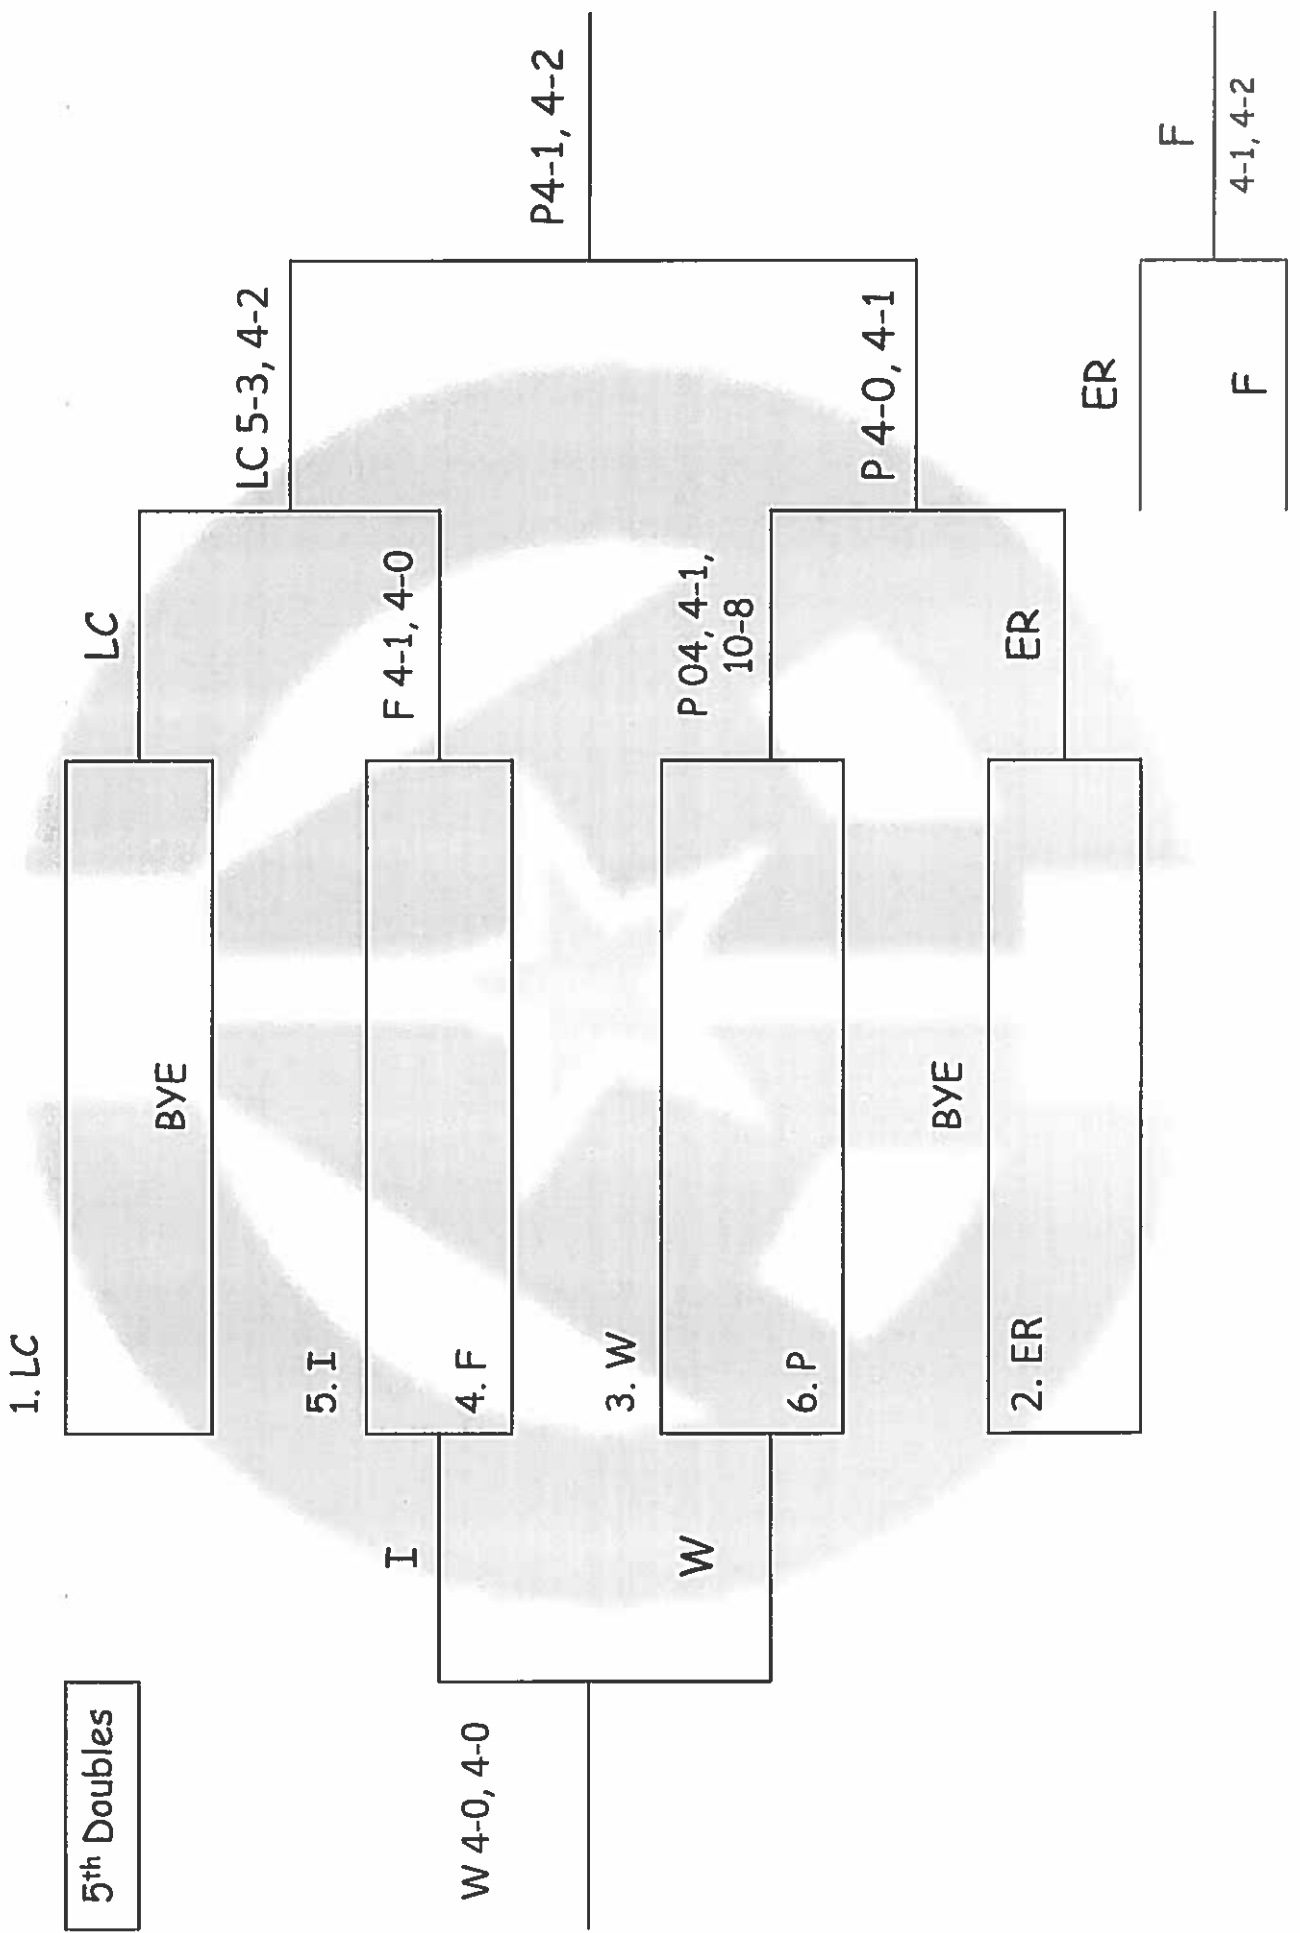 5th Doubles
1. LC
BYE
LC
LC 5-3, 4-2
5. I
4. F
I
F 4-1, 4-0
P4-1, 4-2
W 4-0, 4-0
3. W
6. P
W
P 04, 4-1,
10-8
P 4-0, 4-1
BYE
2. ER
ER
ER
F
F
4-1, 4-2